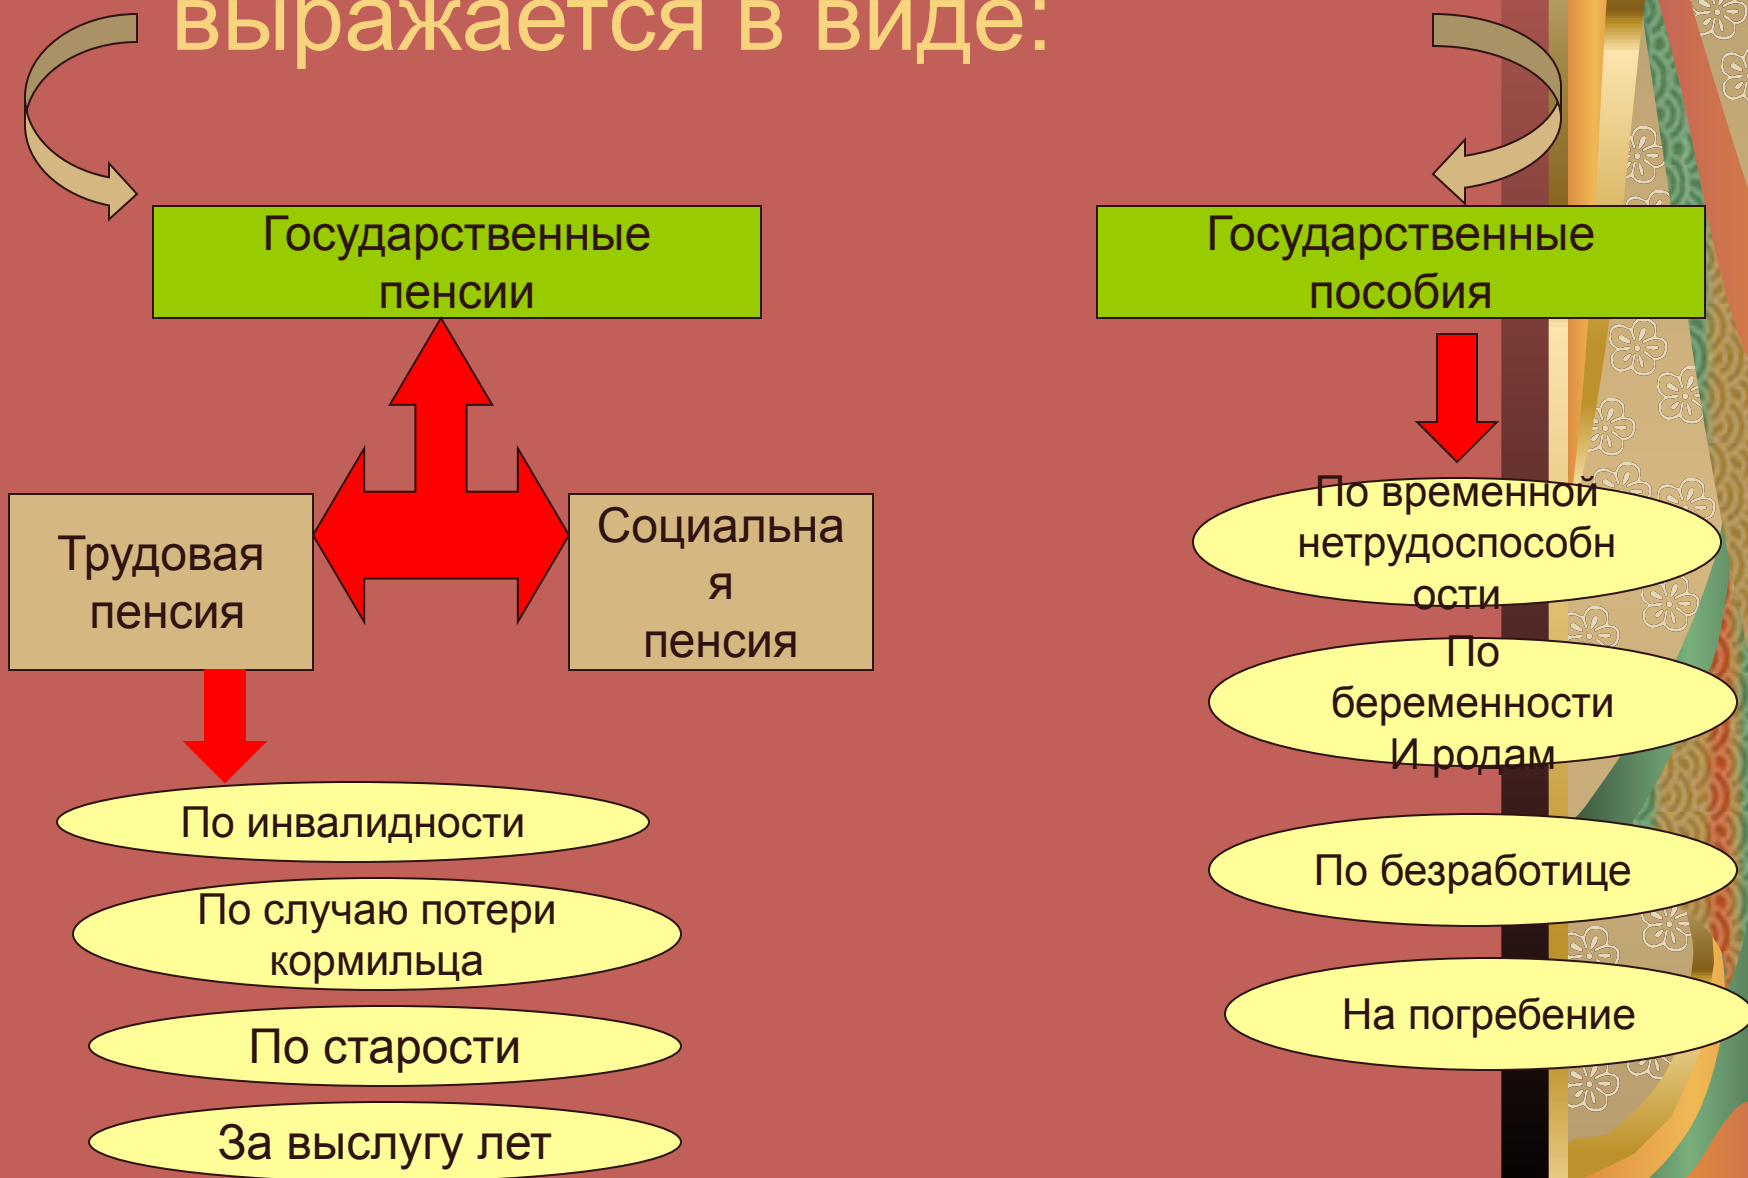 выражается в виде:
Государственные
пенсии
Трудовая
пенсия
Социальна
я
пенсия
По инвалидности
По случаю потери
кормильца
По старости
За выслугу лет
Государственные
пособия
По временной
нетрудоспособн
ости
По
беременности
И родам
По безработице
На погребение